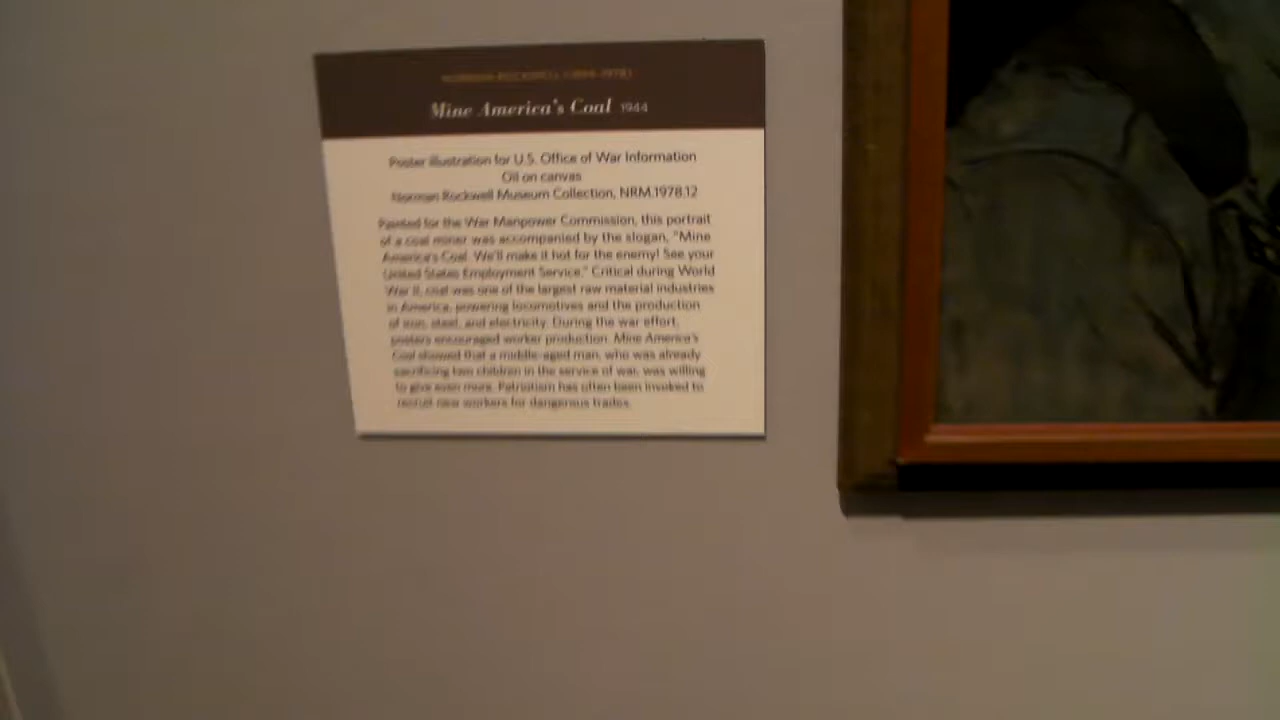 NORMAN ROCKWELL (1894-1978)
Mine America's Coal 1944
Poster illustration for U.S. Office of War Information
Oil on canvas
Norman Rockwell Museum Collection, NRM.1978.12
Painted for the War Manpower Commission, this portrait
of a coal miner was accompanied by the slogan, "Mine
America's Coal. We'll make it hot for the enemy! See your
United States Employment Service." Critical during World
War II, coal was one of the largest raw material industries
in America, powering locomotives and the production
of iron, steel, and electricity. During the war effort,
posters encouraged worker production. Mine America's
Coal showed that a middle-aged man, who was already
sacrificing two children in the service of war, was willing
to give even more. Patriotism has often been invoked to
recruit new workers for dangerous trades.